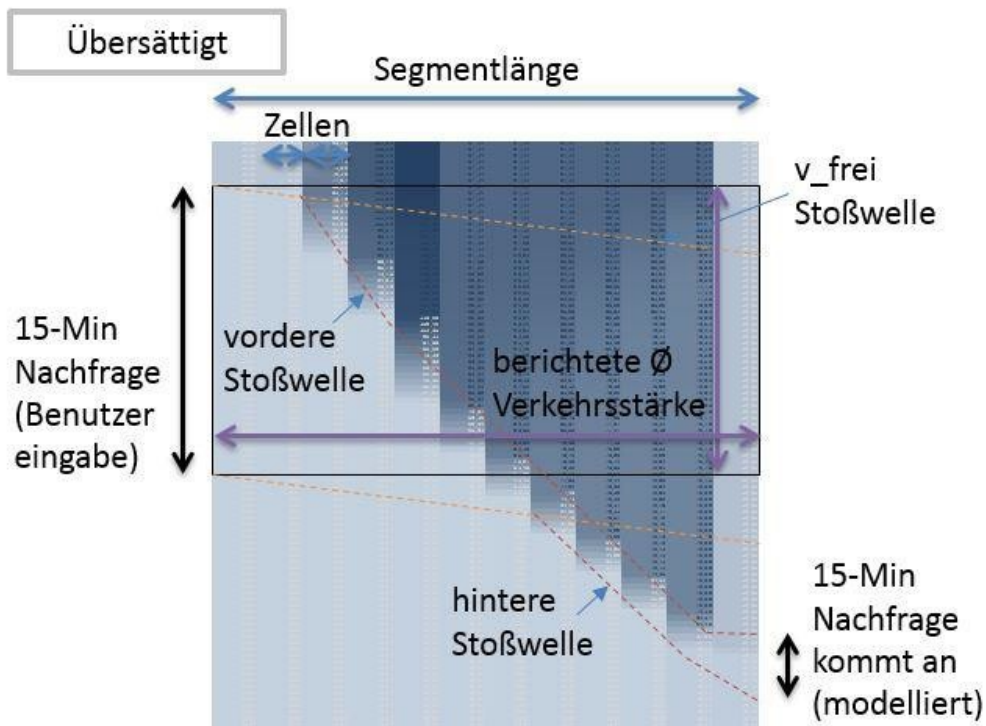 Übersättigt
Segmentlänge
Zellen
v_frei
Stoßwelle
15-Min
Nachfrage
(Benutzer
eingabe)
vordere
Stoßwelle
berichtete Ø
Verkehrsstärke
hintere
Stoßwelle
15-Min
Nachfrage
kommt an
(modelliert)